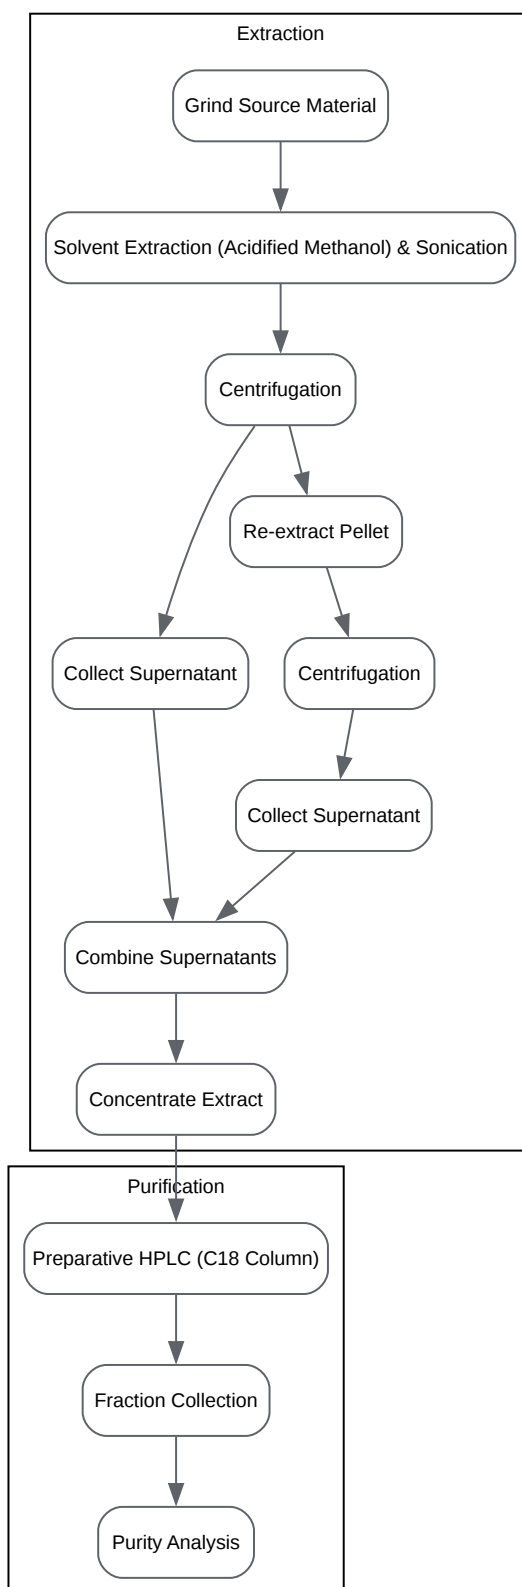 Extraction
Grind Source Material
Solvent Extraction (Acidified Methanol) & Sonication
Centrifugation
Re-extract Pellet
Collect Supernatant
Centrifugation
Collect Supernatant
Combine Supernatants
Concentrate Extract
Purification
Preparative HPLC (C18 Column)
Fraction Collection
Purity Analysis